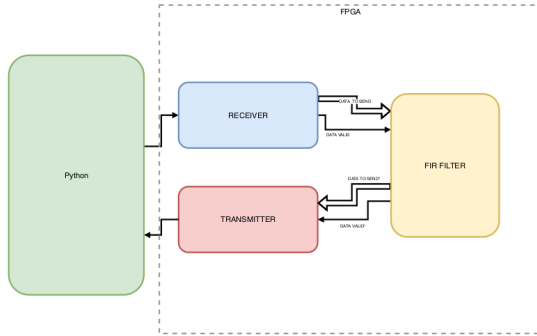 FPGA
RECEIVER
DATA TO SEND
DATA VALID
Python
FIR FILTER
DATA TO SEND'
TRANSMITTER
DATA VALID'